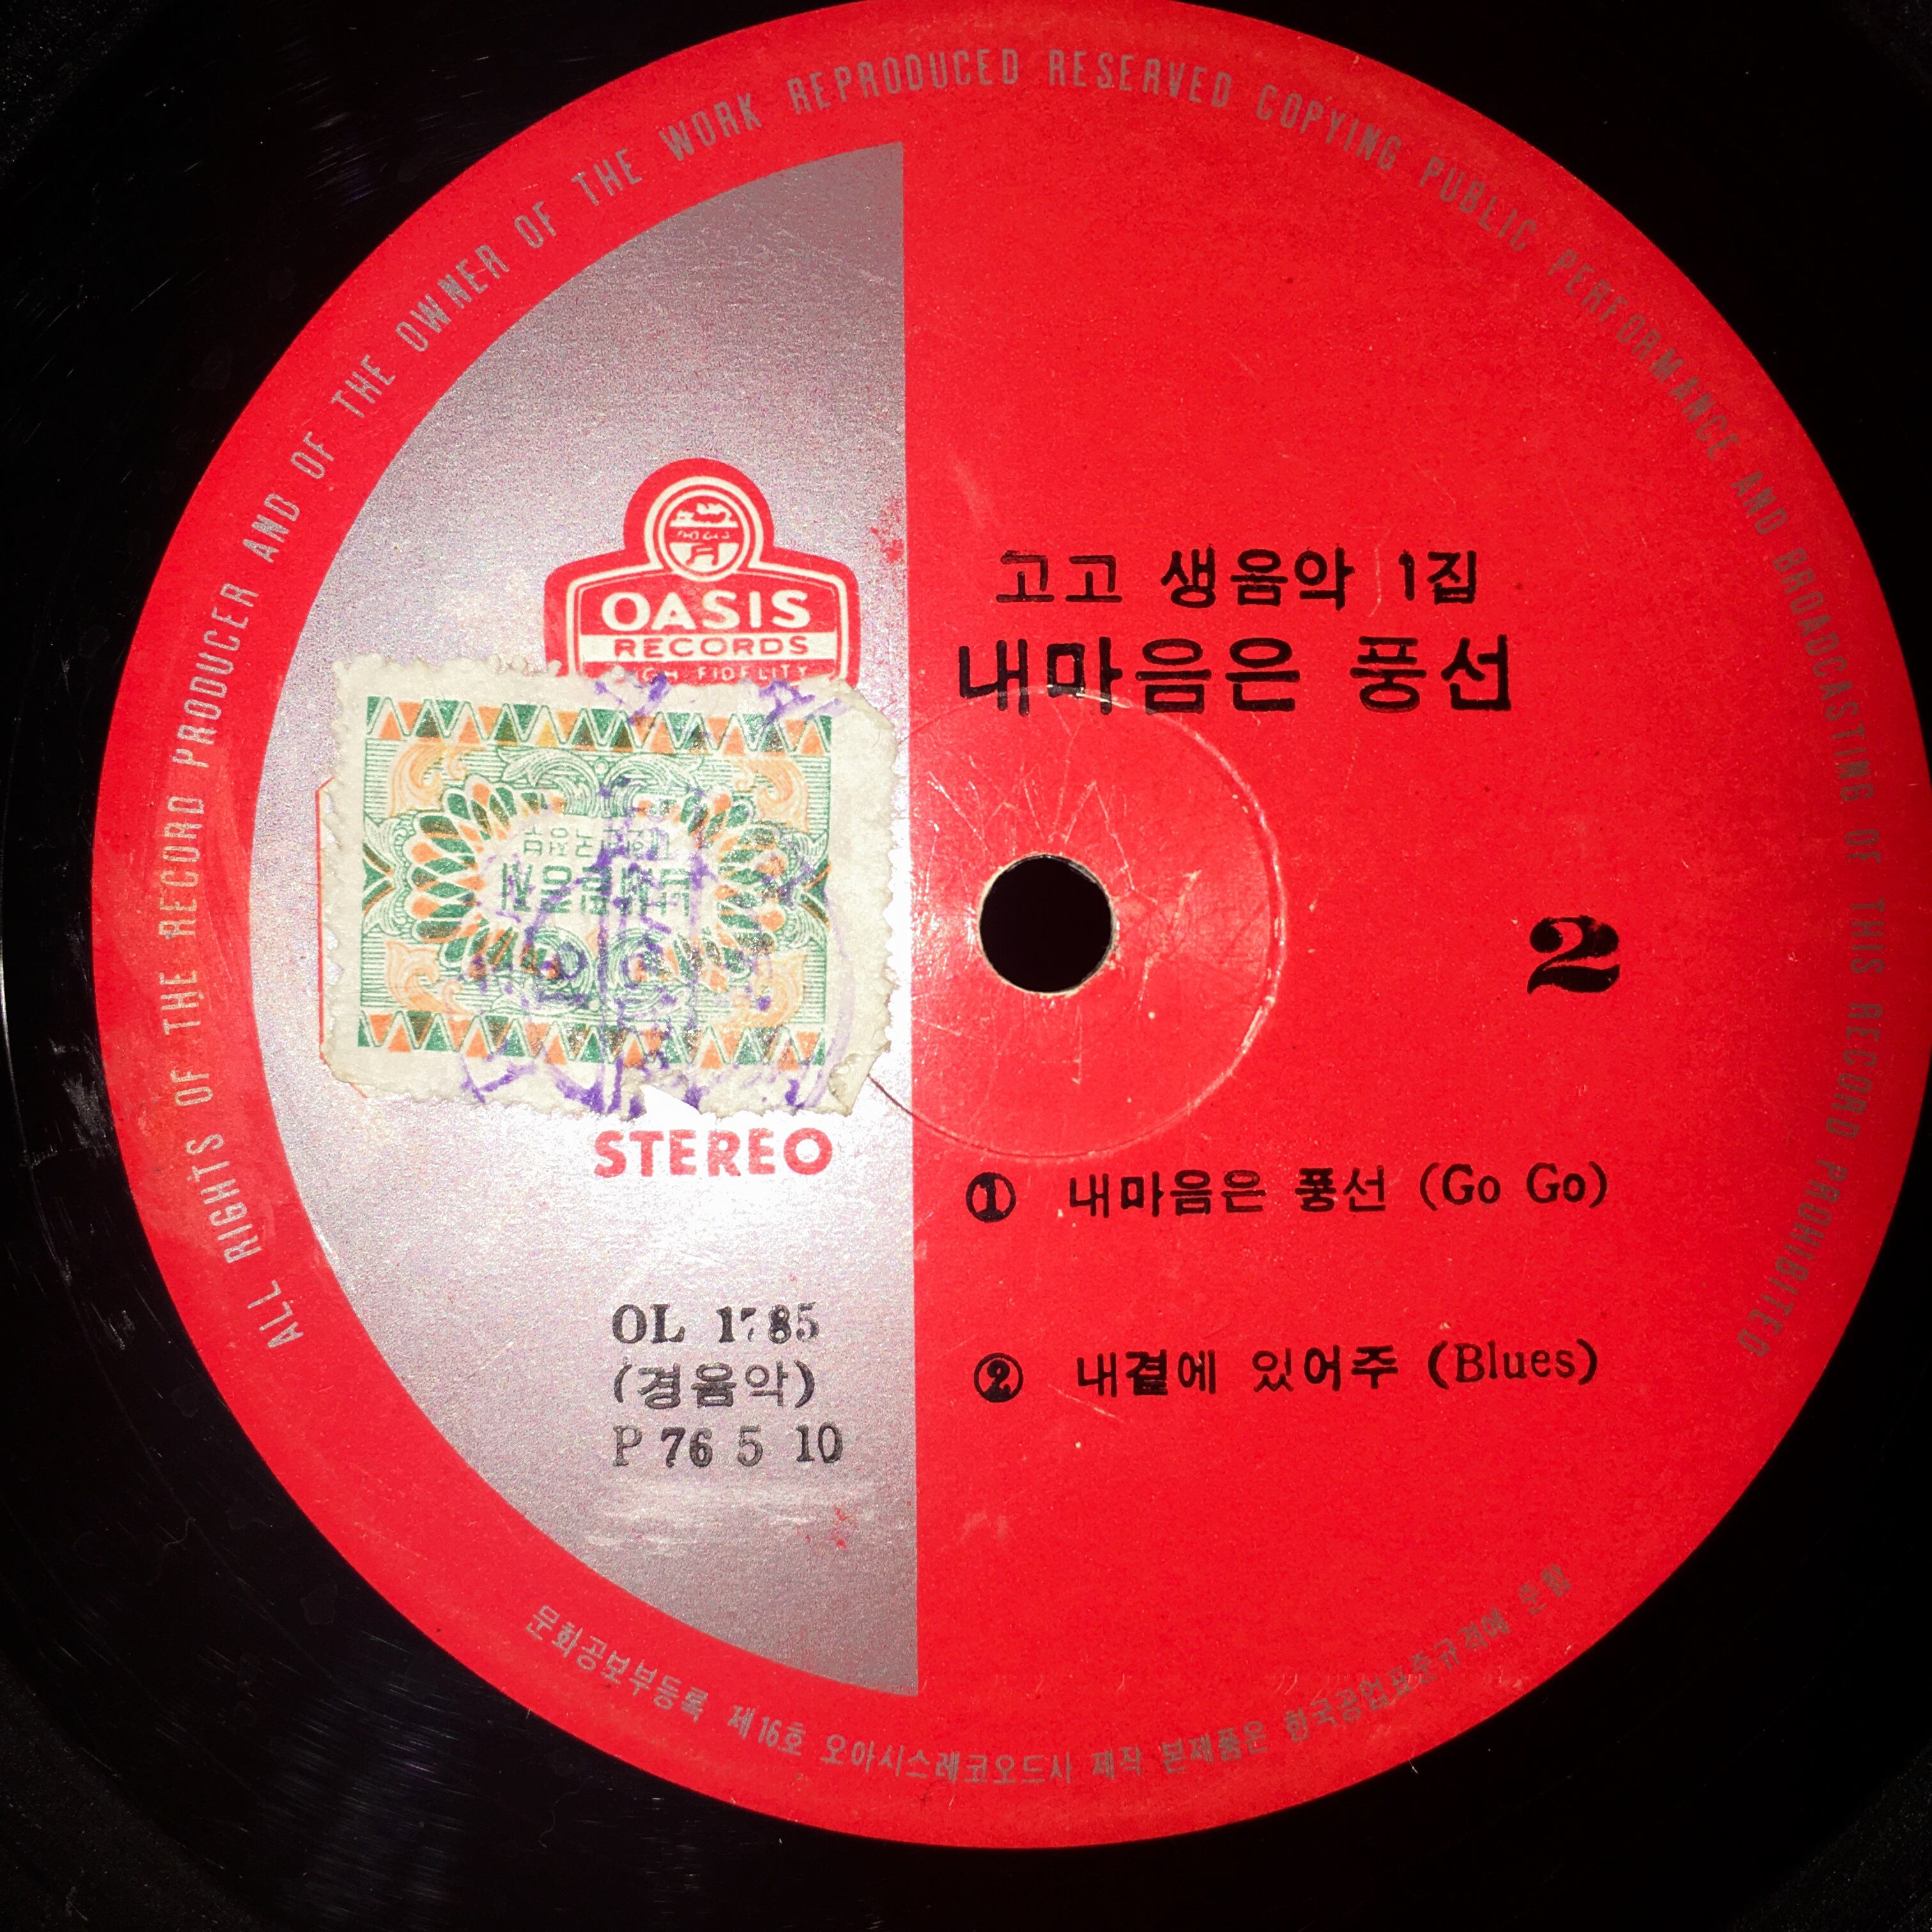 ALL RIGHTS OF THE RECORD PRODUCER AND OF THE OWNER OF THE WORK REPRODUCED RESERVED COPYING PUBLIC PERFORMANCE AND BROADCASTING OF THIS RECORD PROHIBITED
OASIS
RECORDS
HIGH FIDELITY
고고 생음악 1집
내마음은 풍선
2
STEREO
① 내마음은 풍선 (Go Go)
② 내곁에 있어주 (Blues)
OL 1785
(경음악)
P 76 5 10
문화공보부등록 제16호 오아시스레코오드사 제작 본제품은 한국공업표준규격에 준함